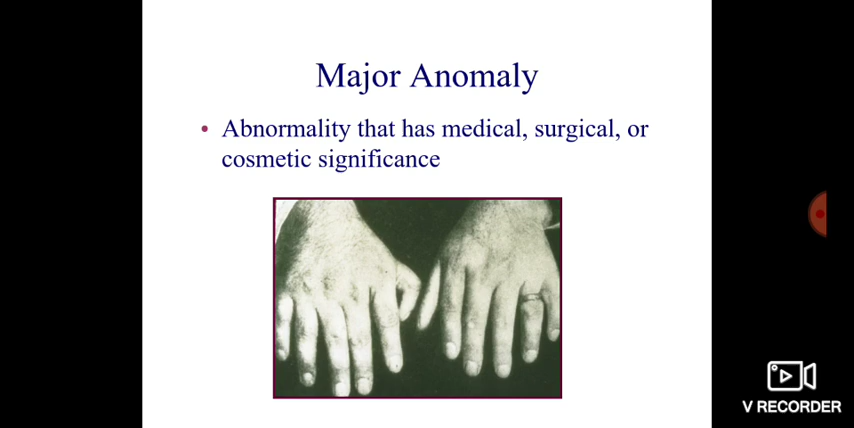 Major Anomaly
• Abnormality that has medical, surgical, or
cosmetic significance
V RECORDER